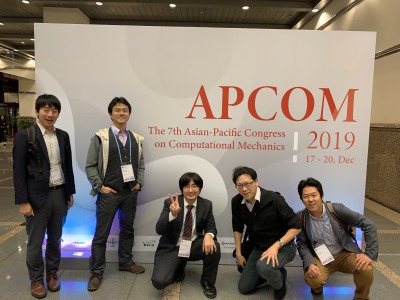 APCOM
The 7th Asian-Pacific Congress
on Computational Mechanics
2019
17 - 20, Dec